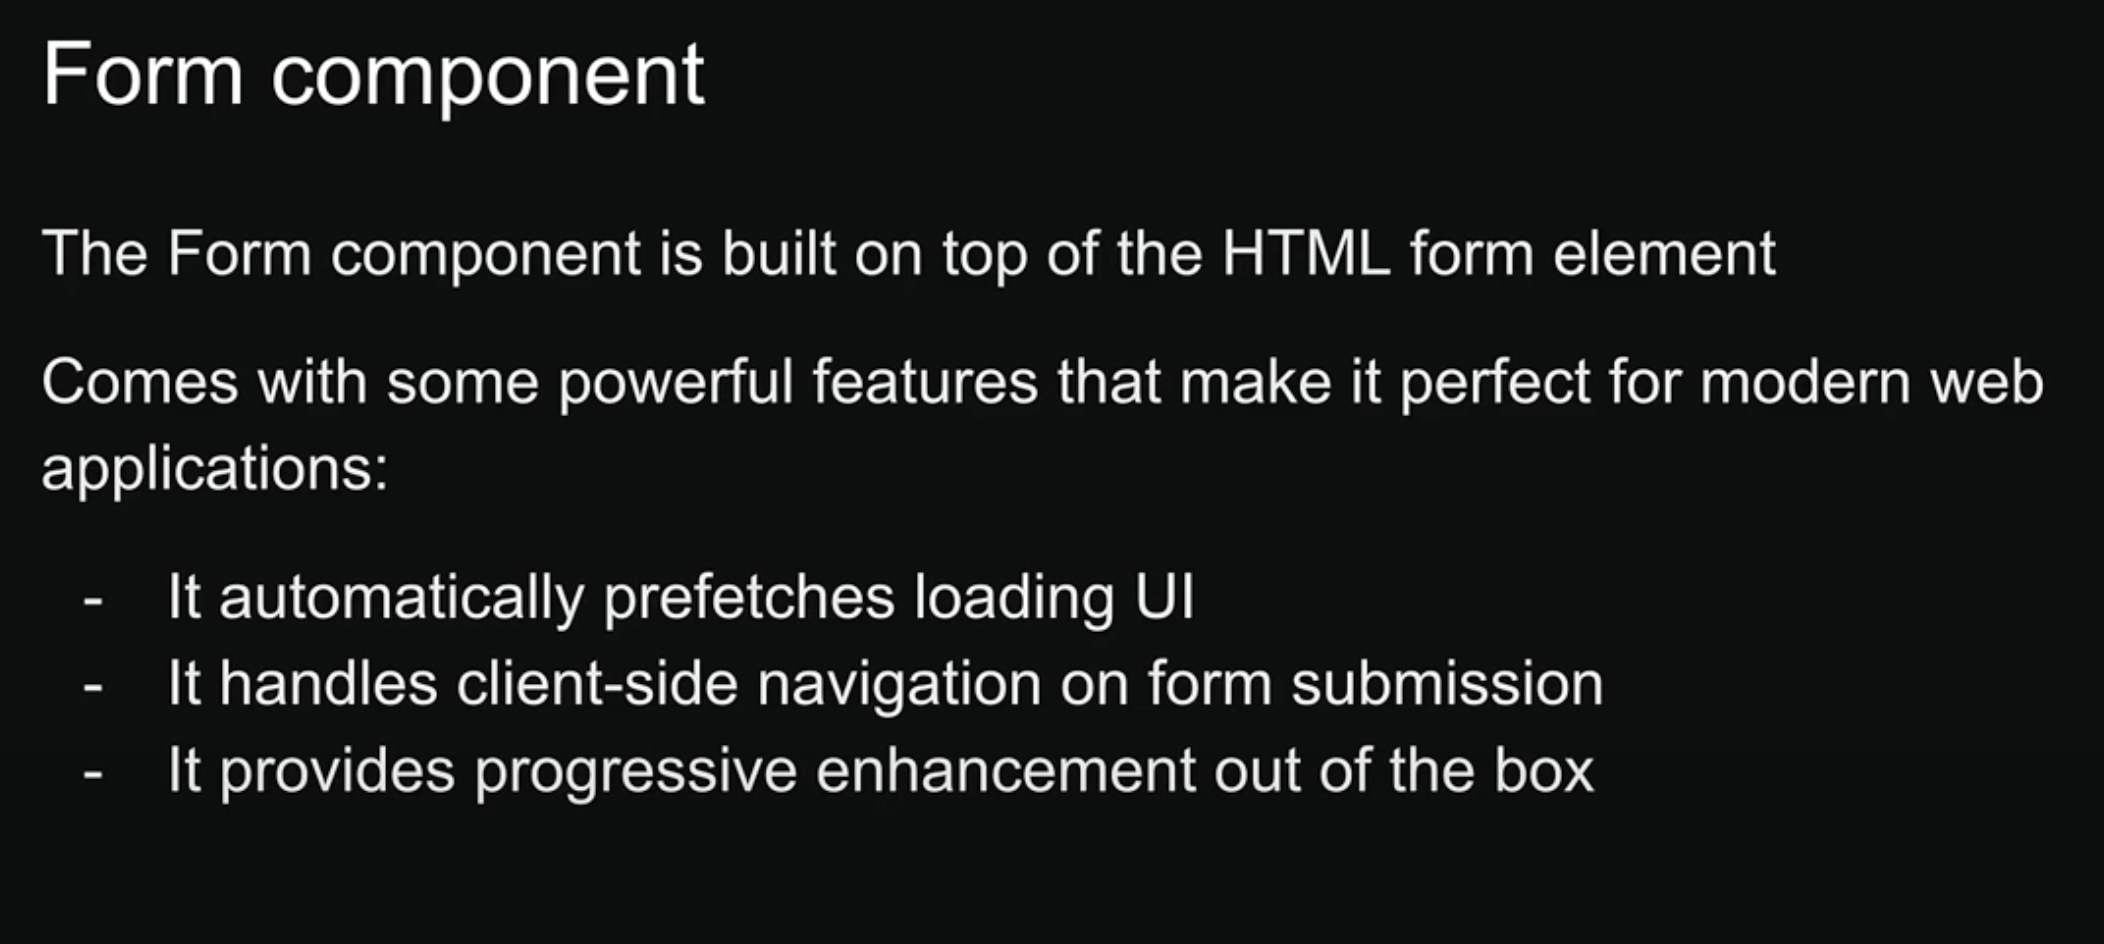 Form component
The Form component is built on top of the HTML form element
Comes with some powerful features that make it perfect for modern web
applications:
- It automatically prefetches loading UI
- It handles client-side navigation on form submission
- It provides progressive enhancement out of the box